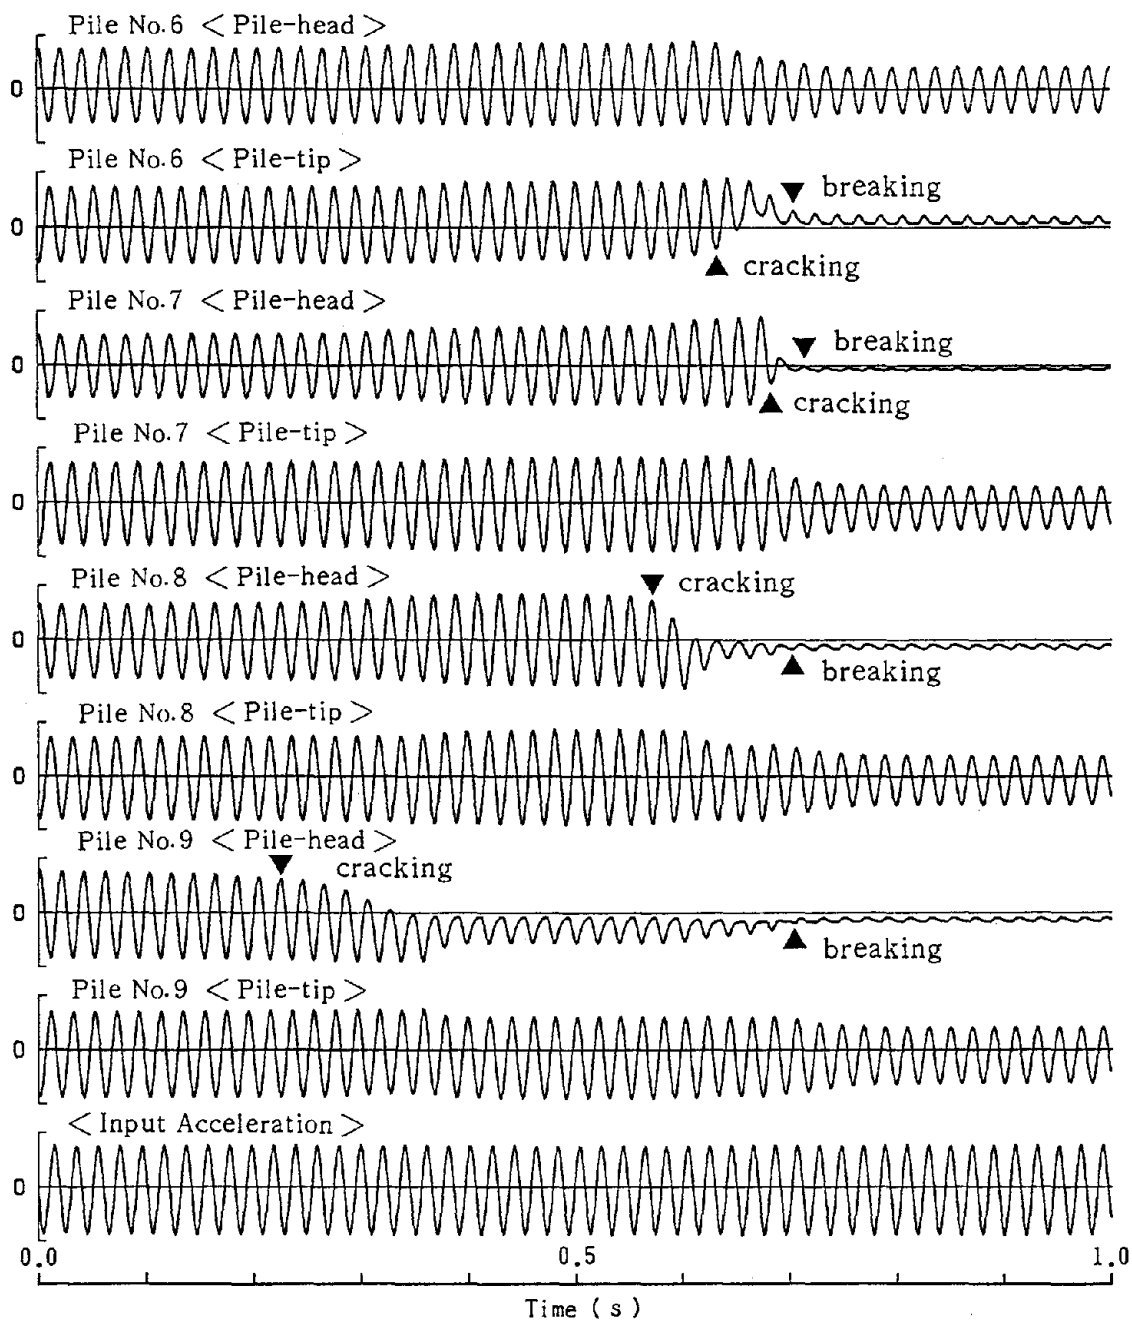 Pile No.6 < Pile-head >
0
Pile No.6 < Pile-tip >
▼ breaking
0
▲ cracking
Pile No.7 < Pile-head >
▼ breaking
0
▲ cracking
Pile No.7 < Pile-tip >
0
Pile No.8 < Pile-head >
▼ cracking
0
▲ breaking
Pile No.8 < Pile-tip >
0
Pile No.9 < Pile-head >
▼ cracking
0
▲ breaking
Pile No.9 < Pile-tip >
0
< Input Acceleration >
0
0.0 0.5 1.0
Time ( s )